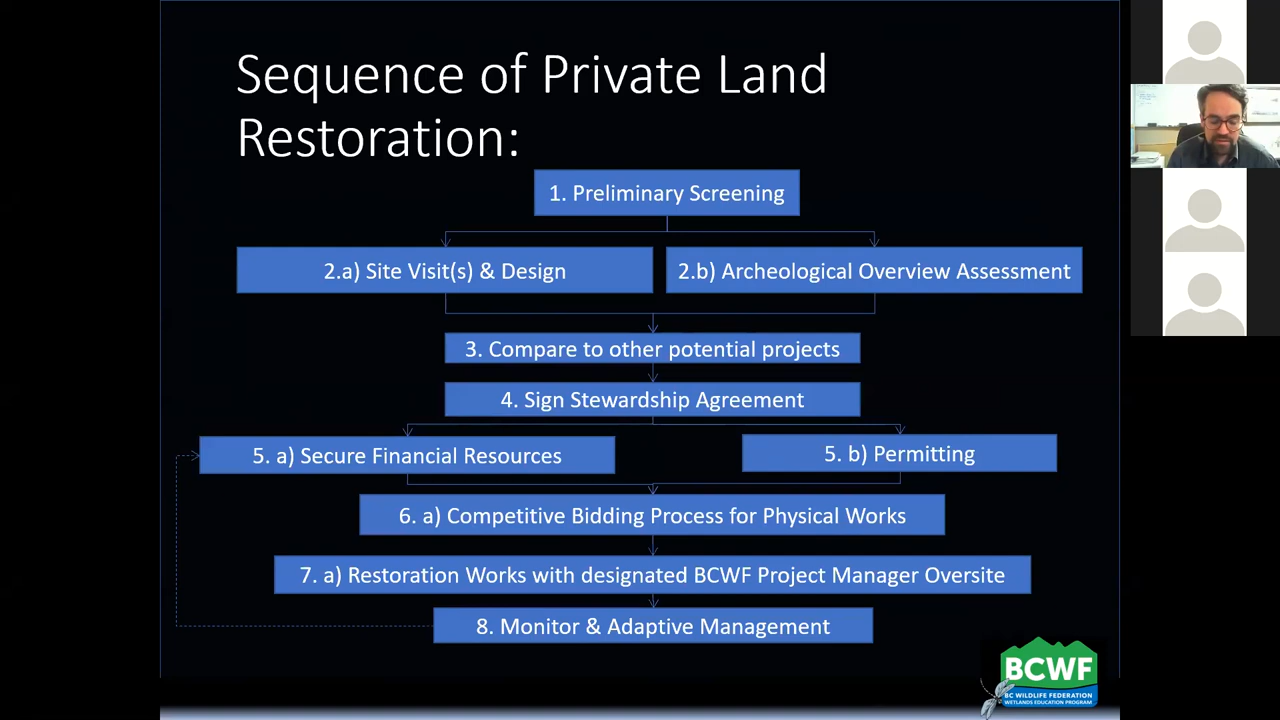 Sequence of Private Land
Restoration:
1. Preliminary Screening
2.a) Site Visit(s) & Design
2.b) Archeological Overview Assessment
3. Compare to other potential projects
4. Sign Stewardship Agreement
5. a) Secure Financial Resources
5. b) Permitting
6. a) Competitive Bidding Process for Physical Works
7. a) Restoration Works with designated BCWF Project Manager Oversite
8. Monitor & Adaptive Management
BCWF
BC WILDLIFE FEDERATION
WETLANDS EDUCATION PROGRAM